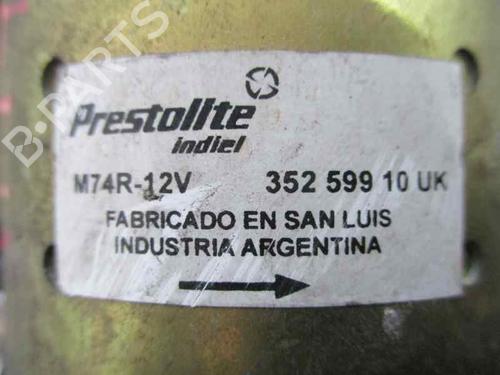 Prestolite
indiel
M74R-12V 352 599 10 UK
FABRICADO EN SAN LUIS
INDUSTRIA ARGENTINA
B-PARTS